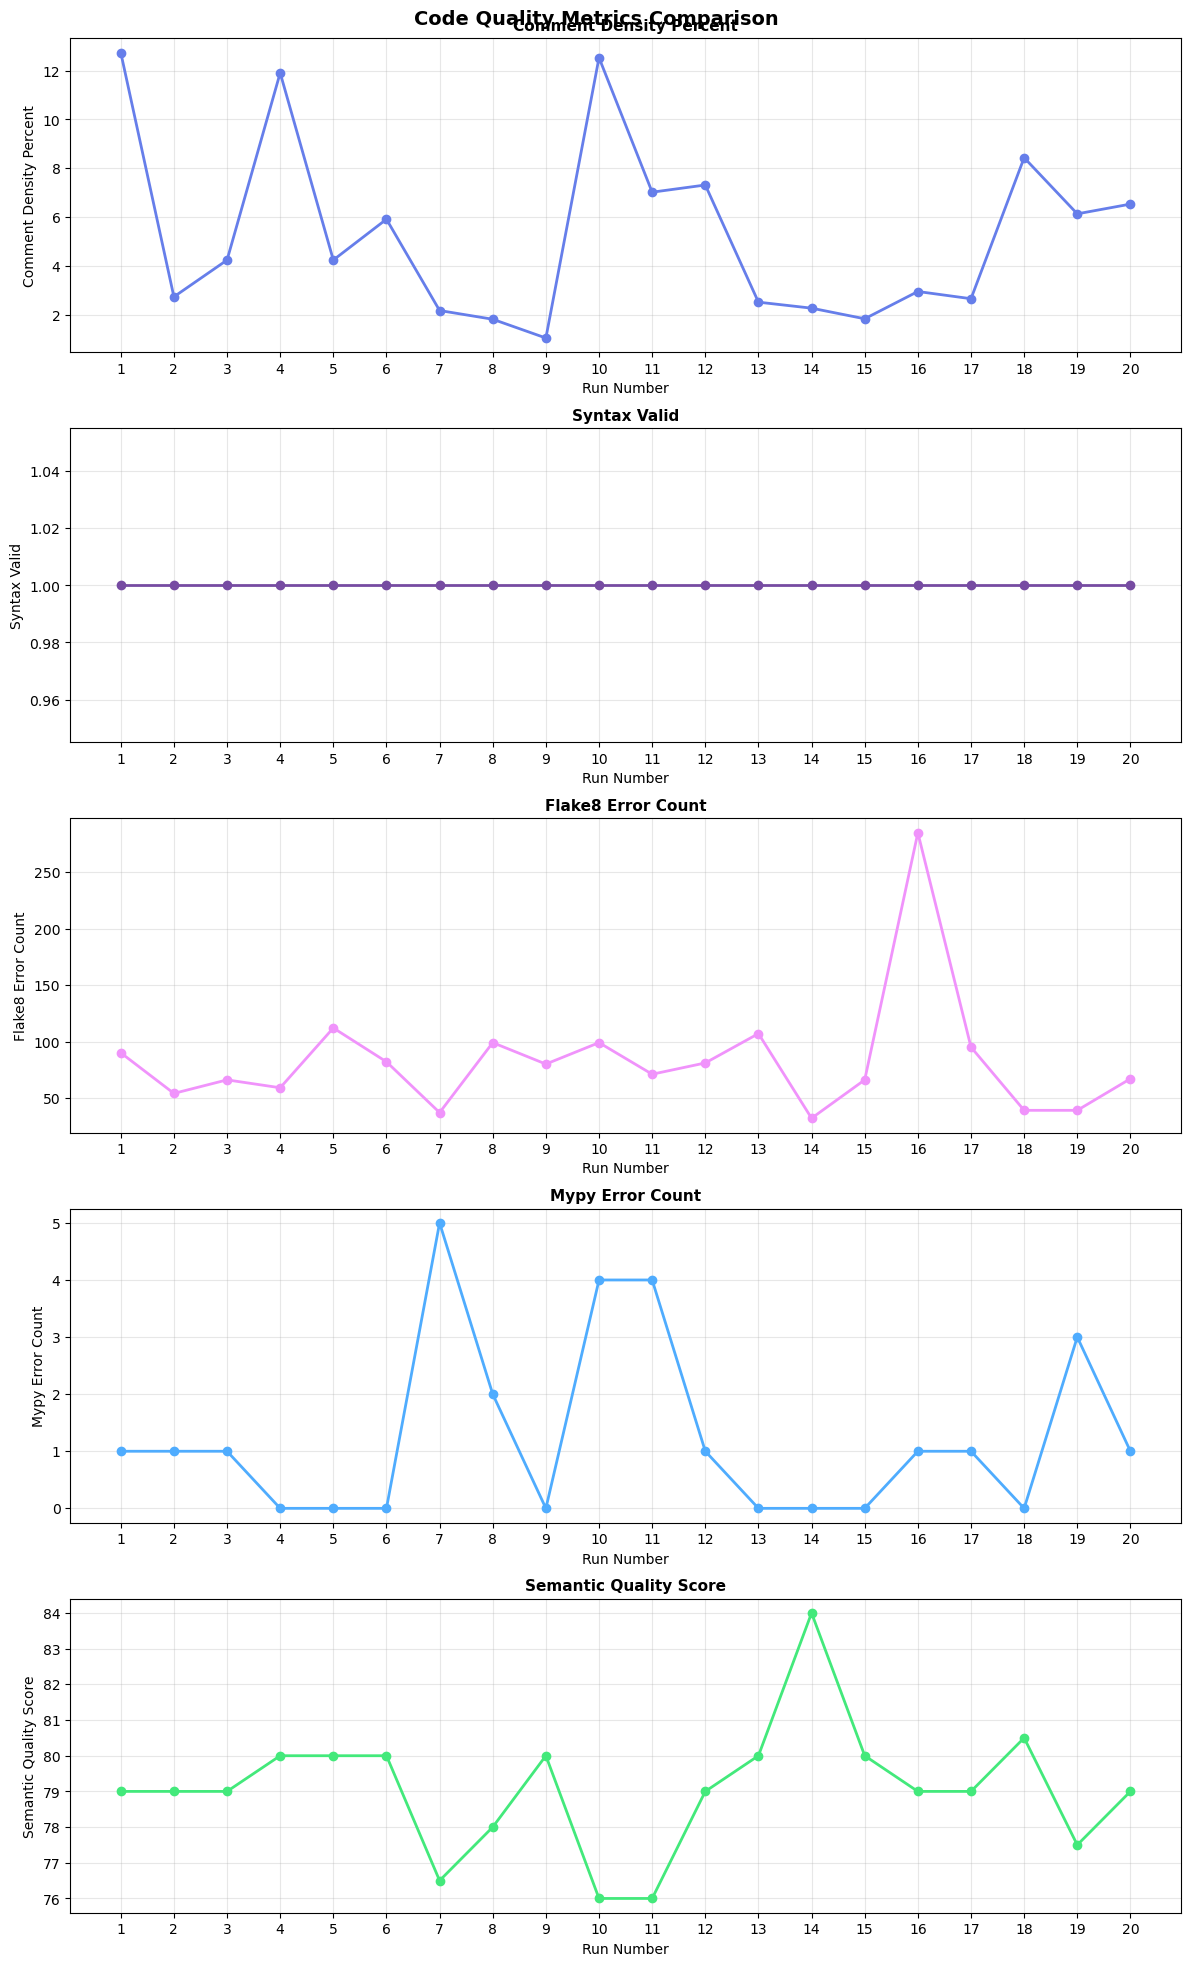 Code Quality Metrics Comparison
Comment Density Percent
Comment Density Percent
12
10
8
6
4
2
1 2 3 4 5 6 7 8 9 10 11 12 13 14 15 16 17 18 19 20
Run Number
Syntax Valid
Syntax Valid
1.04
1.02
1.00
0.98
0.96
1 2 3 4 5 6 7 8 9 10 11 12 13 14 15 16 17 18 19 20
Run Number
Flake8 Error Count
Flake8 Error Count
250
200
150
100
50
1 2 3 4 5 6 7 8 9 10 11 12 13 14 15 16 17 18 19 20
Run Number
Mypy Error Count
Mypy Error Count
5
4
3
2
1
0
1 2 3 4 5 6 7 8 9 10 11 12 13 14 15 16 17 18 19 20
Run Number
Semantic Quality Score
Semantic Quality Score
84
83
82
81
80
79
78
77
76
1 2 3 4 5 6 7 8 9 10 11 12 13 14 15 16 17 18 19 20
Run Number